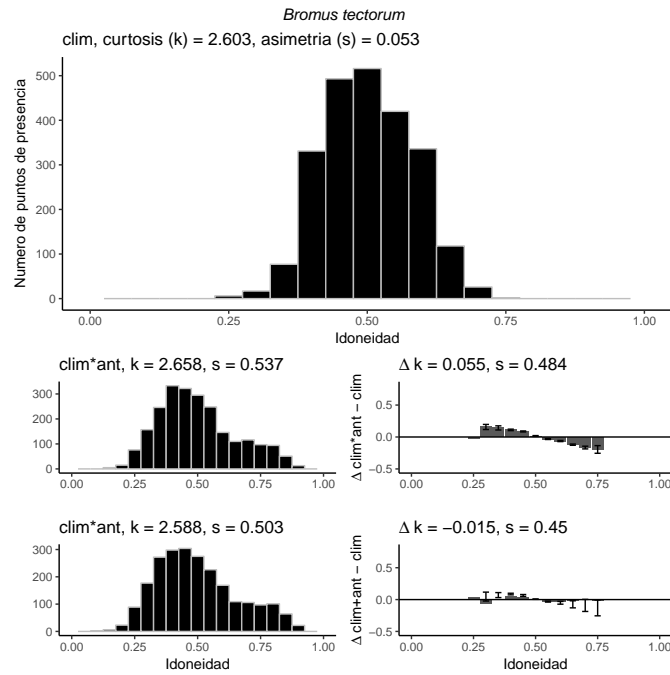 Bromus tectorum
clim, curtosis (k) = 2.603, asimetria (s) = 0.053
Numero de puntos de presencia
500
400
300
200
100
0
0.00 0.25 0.50 0.75 1.00
Idoneidad
clim*ant, k = 2.658, s = 0.537
300
200
100
0
0.00 0.25 0.50 0.75 1.00
Δ k = 0.055, s = 0.484
Δ clim*ant − clim
0.5
0.0
−0.5
0.00 0.25 0.50 0.75 1.00
clim*ant, k = 2.588, s = 0.503
300
200
100
0
0.00 0.25 0.50 0.75 1.00
Idoneidad
Δ k = −0.015, s = 0.45
Δ clim+ant − clim
0.5
0.0
−0.5
0.00 0.25 0.50 0.75 1.00
Idoneidad